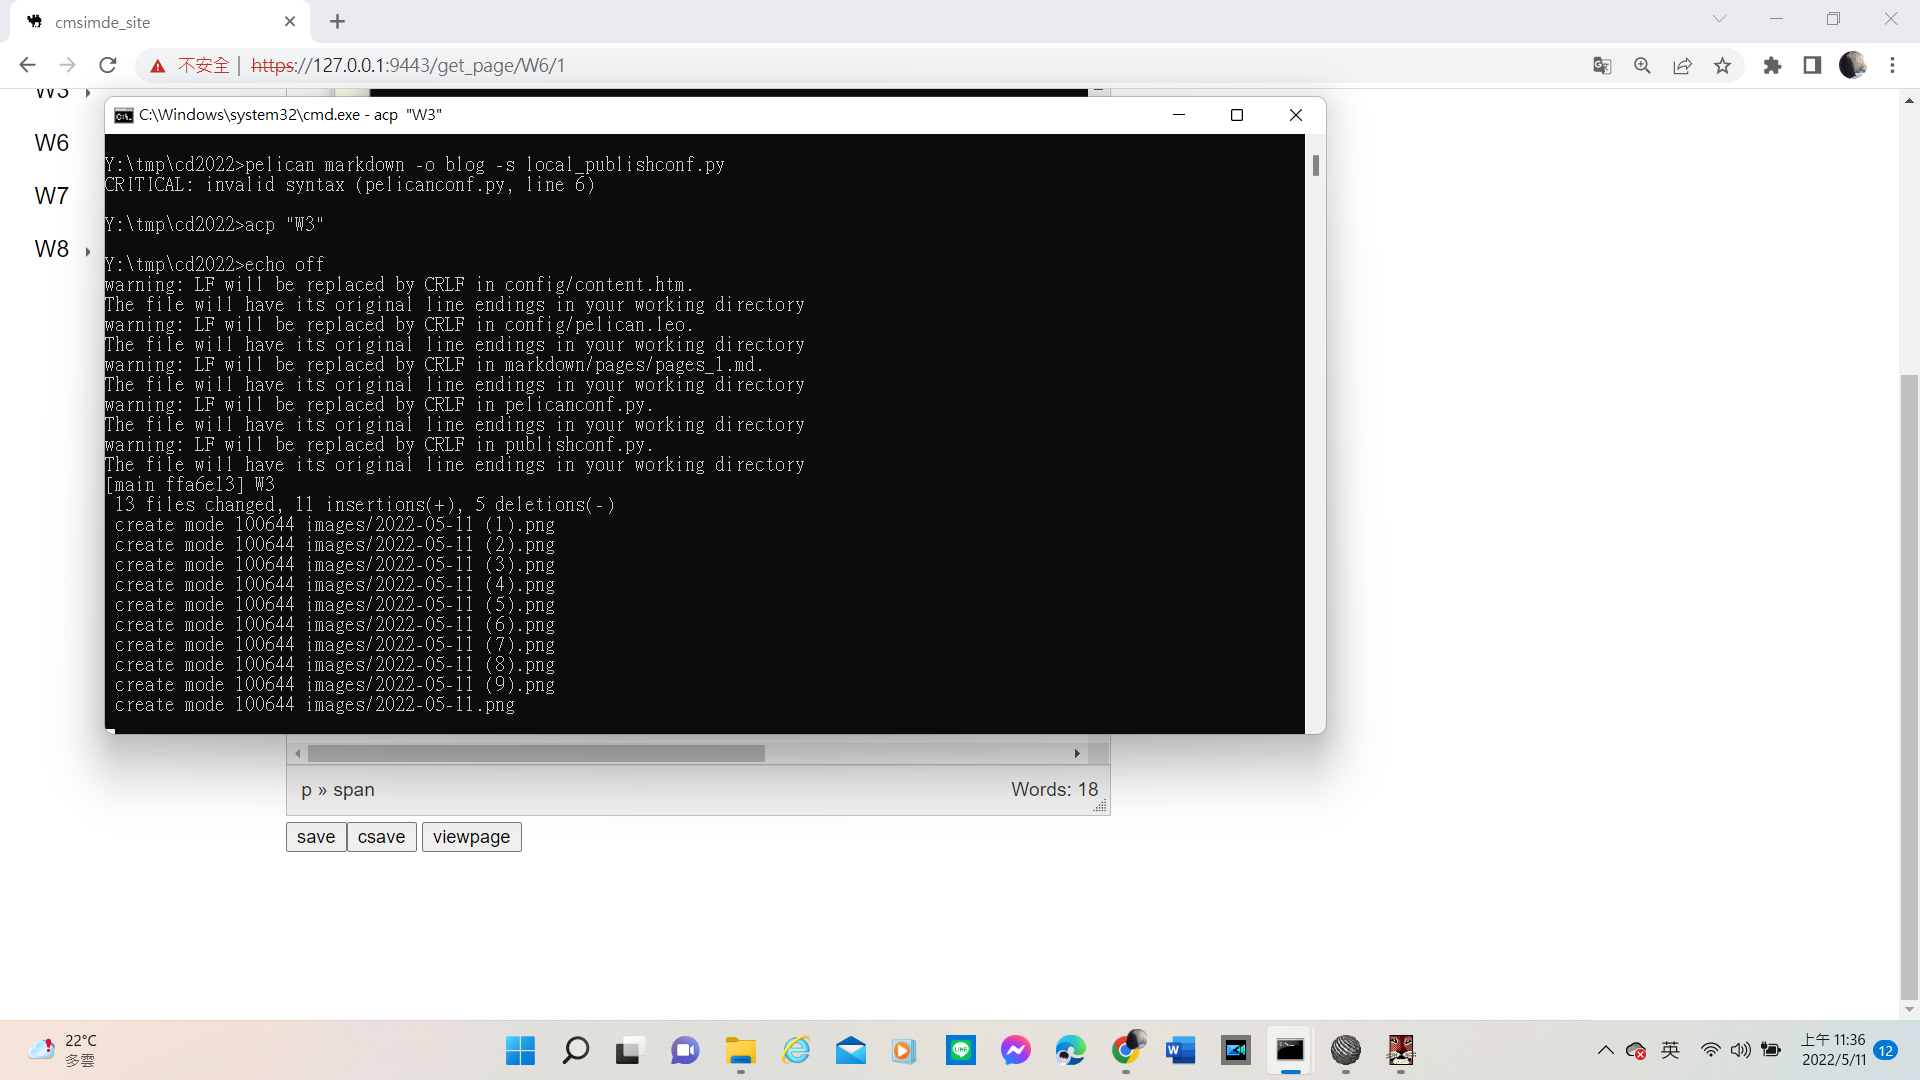 cmsimde_site
不安全 | https://127.0.0.1:9443/get_page/W6/1
W3
W6
W7
W8
C:\Windows\system32\cmd.exe - acp "W3"
Y:\tmp\cd2022>pelican markdown -o blog -s local_publishconf.py
CRITICAL: invalid syntax (pelicanconf.py, line 6)
Y:\tmp\cd2022>acp "W3"
Y:\tmp\cd2022>echo off
warning: LF will be replaced by CRLF in config/content.htm.
The file will have its original line endings in your working directory
warning: LF will be replaced by CRLF in config/pelican.leo.
The file will have its original line endings in your working directory
warning: LF will be replaced by CRLF in markdown/pages/pages_1.md.
The file will have its original line endings in your working directory
warning: LF will be replaced by CRLF in pelicanconf.py.
The file will have its original line endings in your working directory
warning: LF will be replaced by CRLF in publishconf.py.
The file will have its original line endings in your working directory
[main ffa6e13] W3
13 files changed, 11 insertions(+), 5 deletions(-)
create mode 100644 images/2022-05-11 (1).png
create mode 100644 images/2022-05-11 (2).png
create mode 100644 images/2022-05-11 (3).png
create mode 100644 images/2022-05-11 (4).png
create mode 100644 images/2022-05-11 (5).png
create mode 100644 images/2022-05-11 (6).png
create mode 100644 images/2022-05-11 (7).png
create mode 100644 images/2022-05-11 (8).png
create mode 100644 images/2022-05-11 (9).png
create mode 100644 images/2022-05-11.png
p » span
Words: 18
save csave viewpage
22°C
多雲
英
上午 11:36
2022/5/11
12